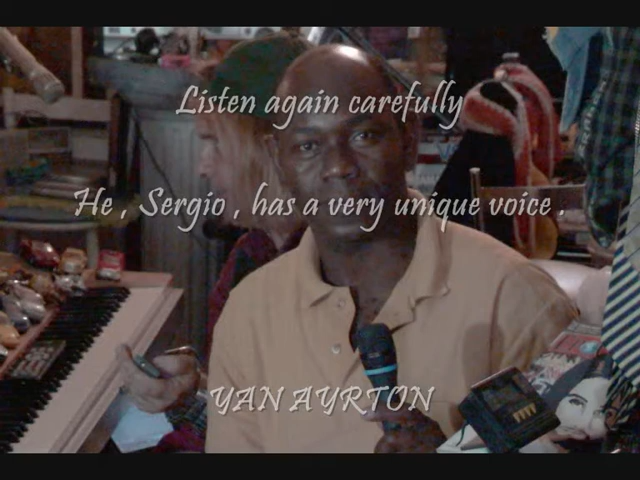 Listen again carefully
He , Sergio , has a very unique voice .
YAN AYRTON